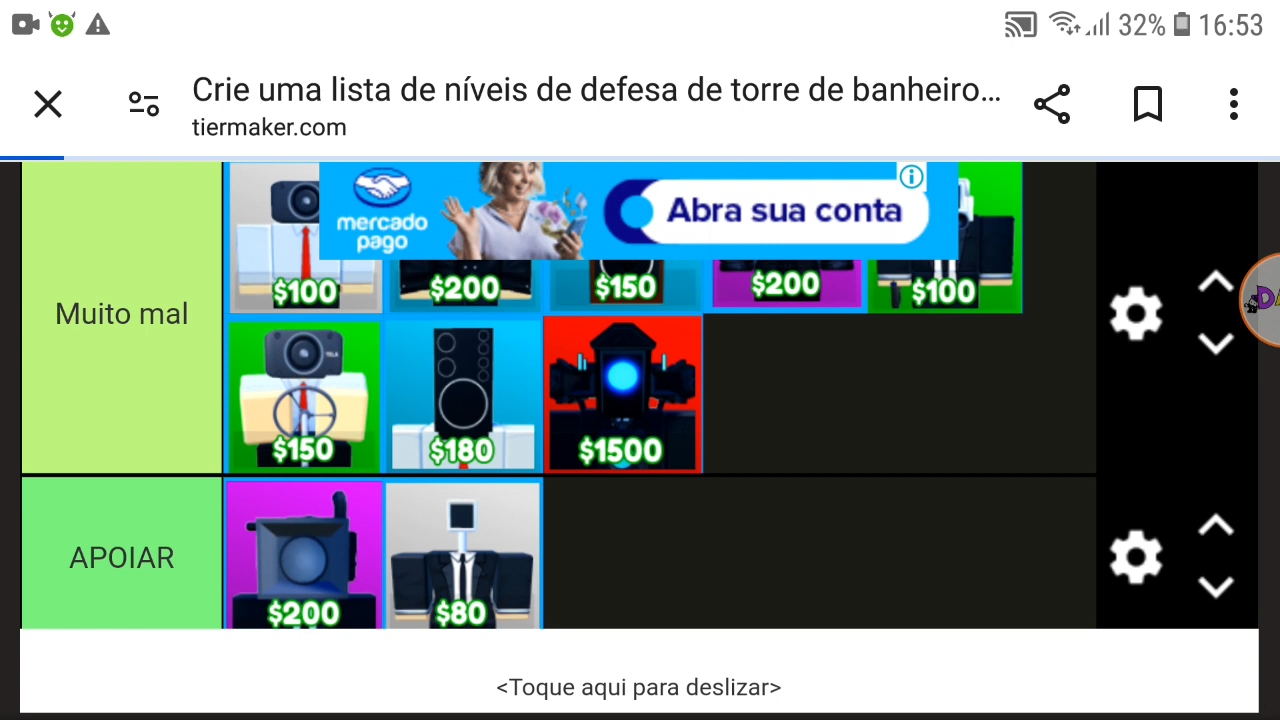 32% 16:53
Crie uma lista de níveis de defesa de torre de banheiro...
tiermaker.com
mercado pago
Abra sua conta
Muito mal
$100 $200 $150 $200 $100
TELA
$150 $180 $1500
APOIAR
$200 $80
<Toque aqui para deslizar>